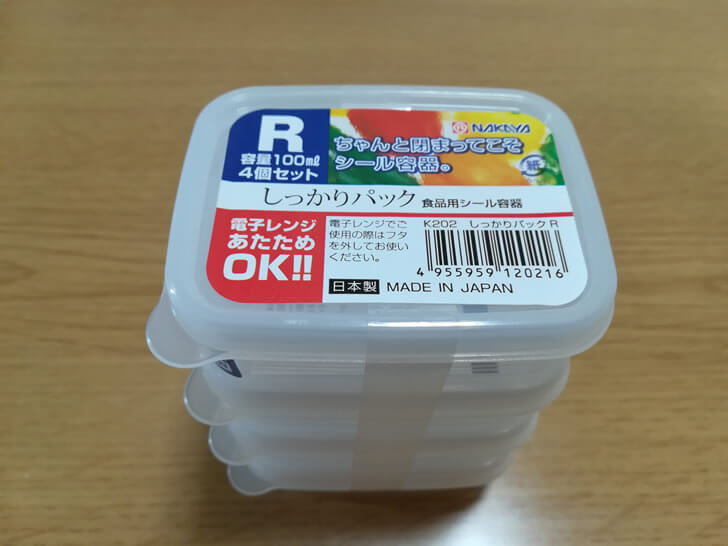 R
容量100㎖
4個セット
NAKAYA
ちゃんと閉まってこそ
シール容器。
紙
しっかりパック 食品用シール容器
電子レンジ
あたため
OK!!
電子レンジでご
使用の際はフタ
を外してお使い
ください。
K202 しっかりパック R
4 955959 120216
日本製 MADE IN JAPAN